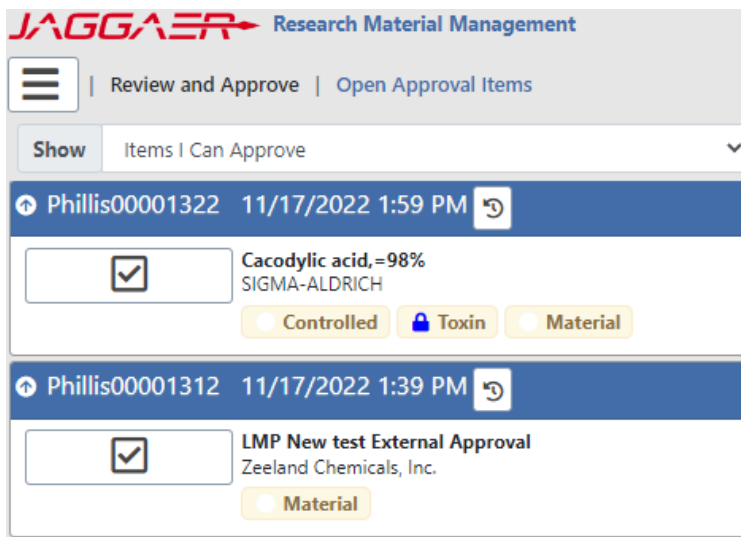 JAGGAER Research Material Management
| Review and Approve | Open Approval Items
Show Items I Can Approve
Phillis00001322 11/17/2022 1:59 PM
Cacodylic acid,=98%
SIGMA-ALDRICH
Controlled Toxin Material
Phillis00001312 11/17/2022 1:39 PM
LMP New test External Approval
Zeeland Chemicals, Inc.
Material